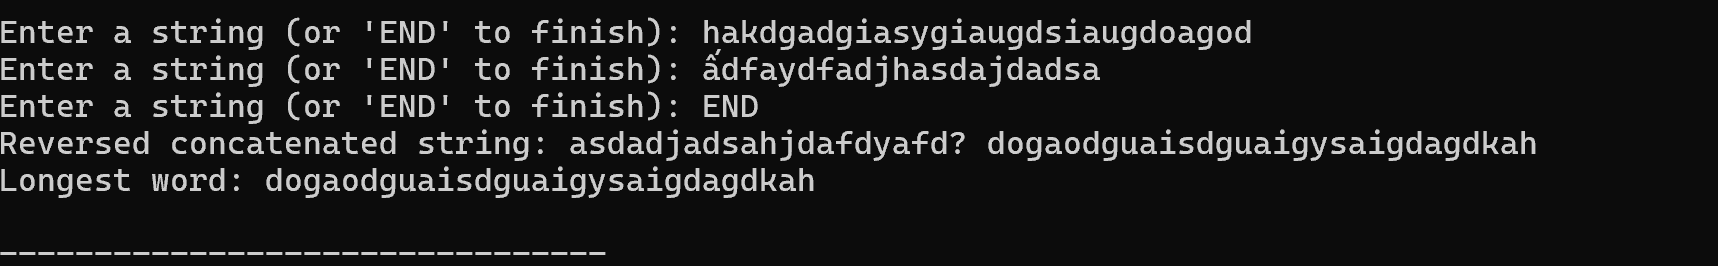 Enter a string (or 'END' to finish): hakdgadgiasygiaugdsiaugdoagod
Enter a string (or 'END' to finish): ấdfaydfadjhasdajdadsa
Enter a string (or 'END' to finish): END
Reversed concatenated string: asdadjadsahjdafdyafd? dogaodguaisdguaigysaigdagdkah
Longest word: dogaodguaisdguaigysaigdagdkah
--------------------------------